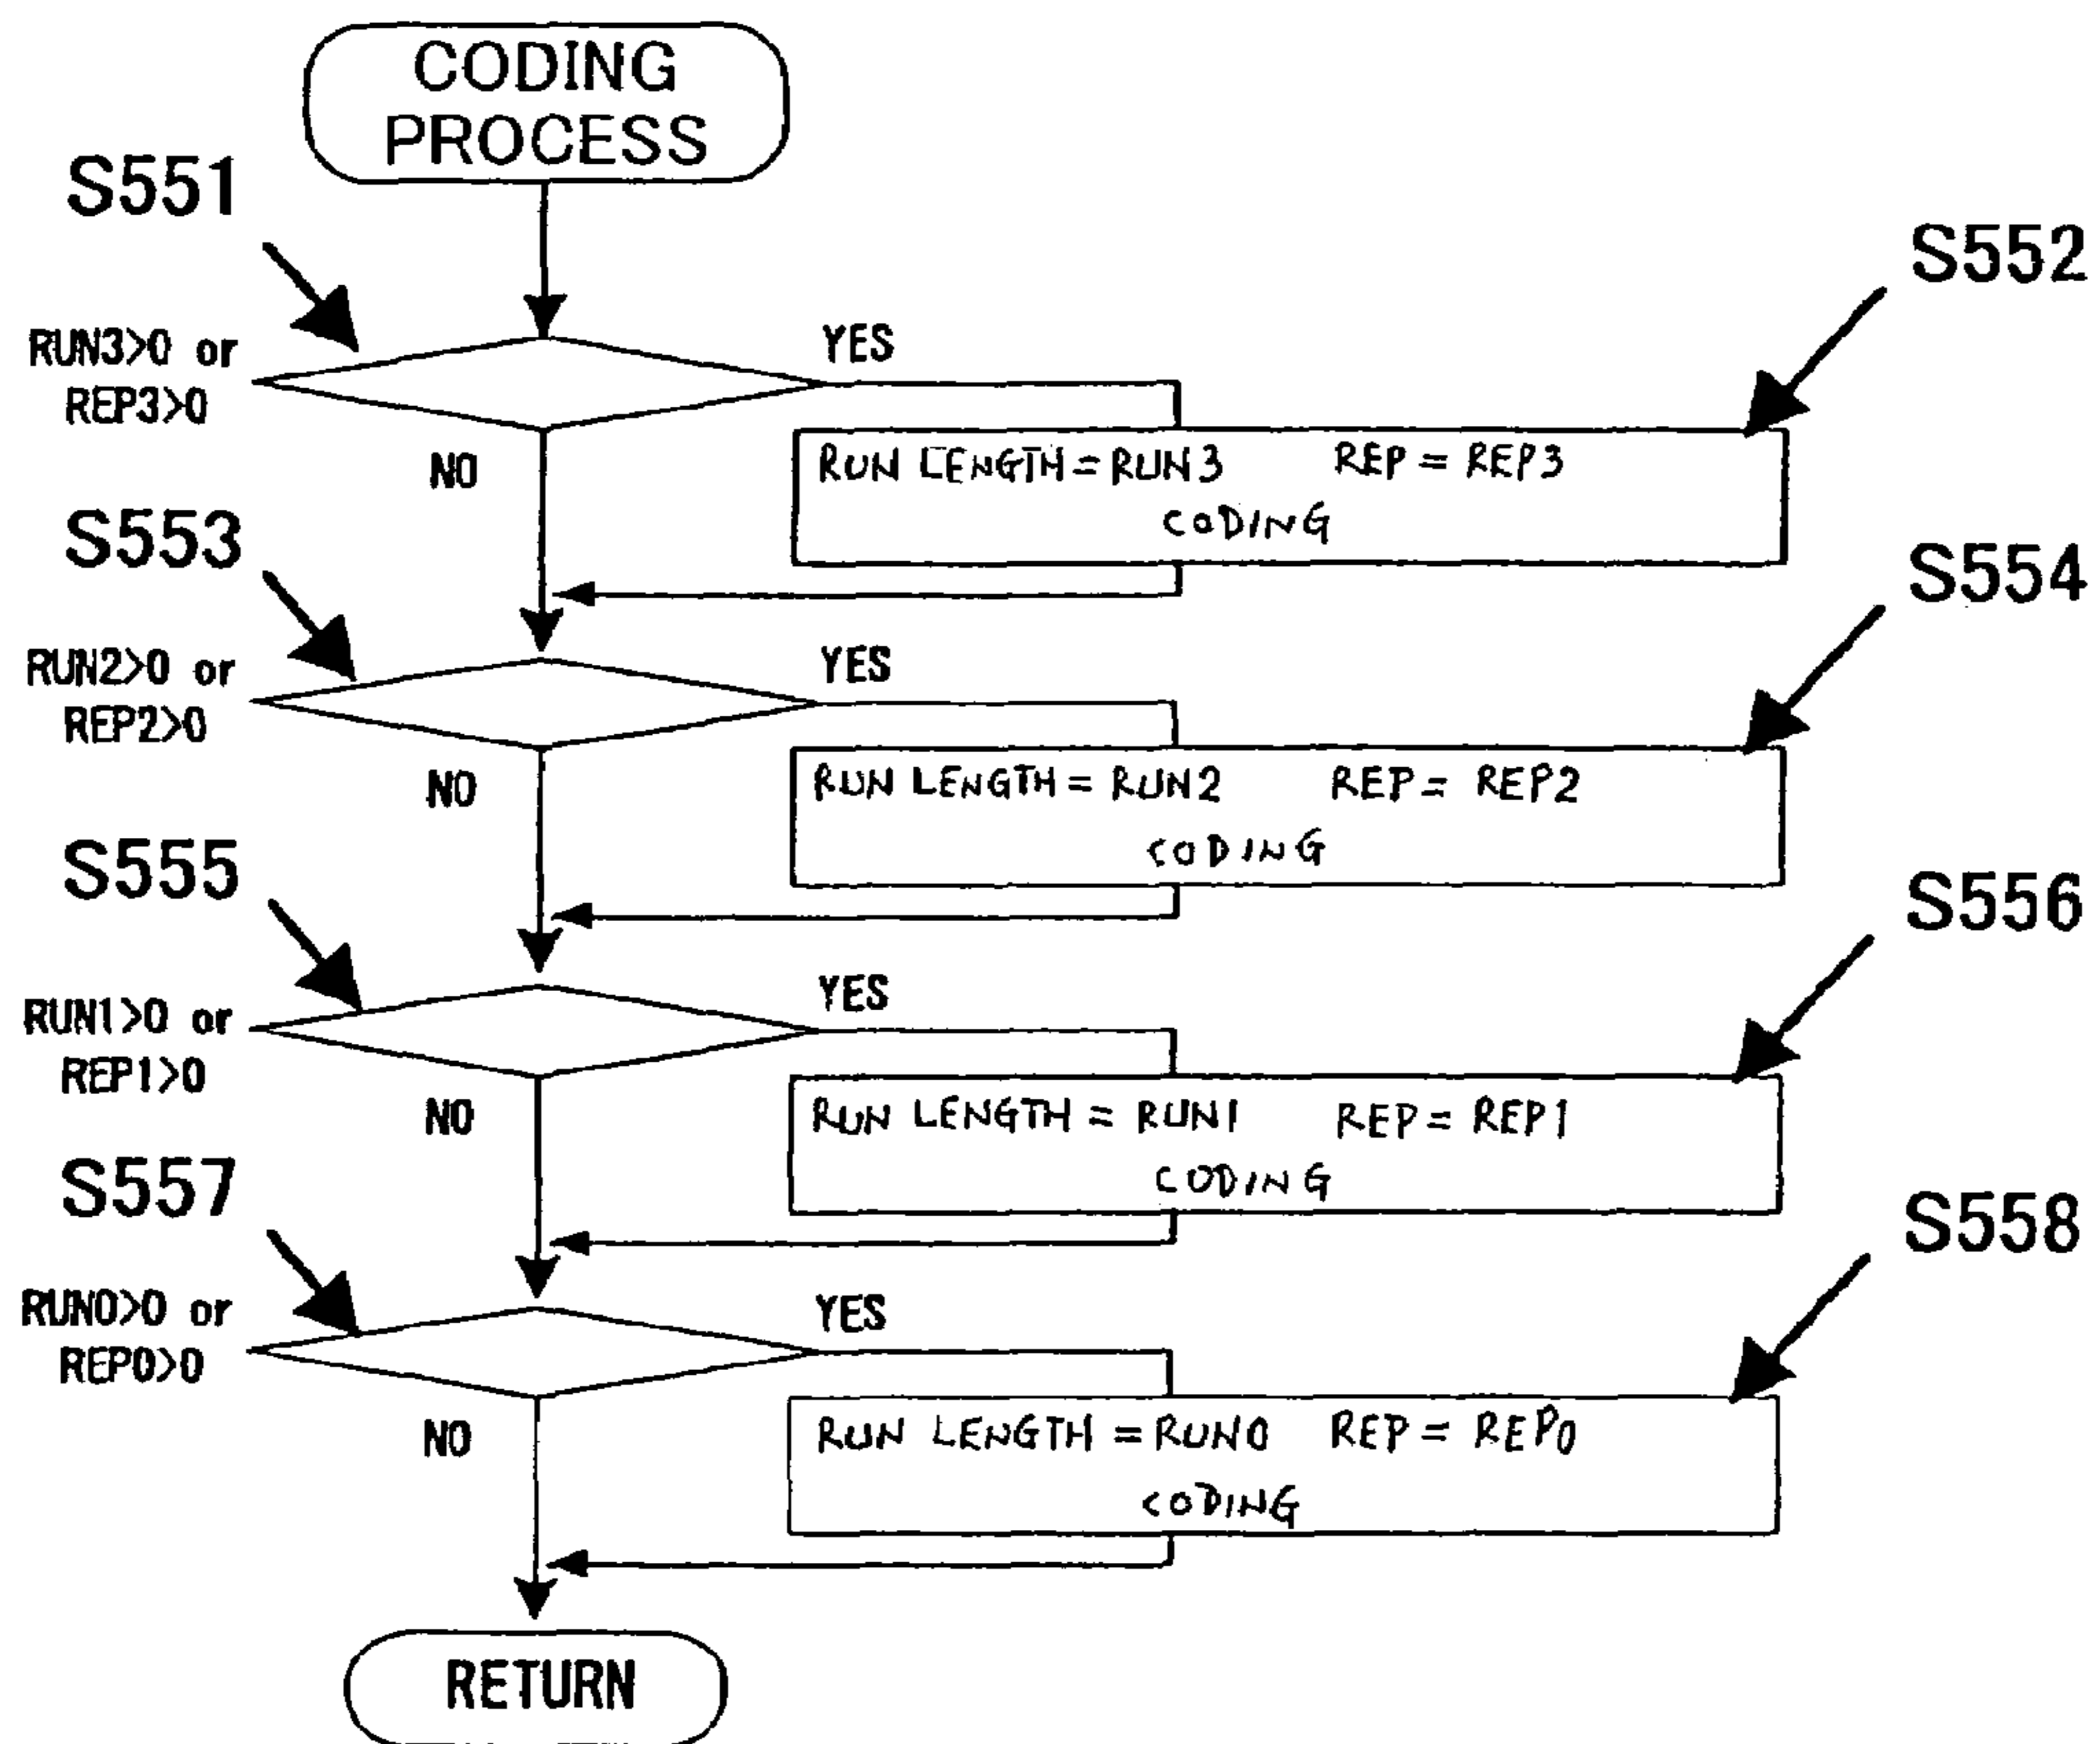 CODING
PROCESS
S551
S552
RUN3>0 or
REP3>0
YES
NO
RUN LENGTH=RUN3 REP = REP3
CODING
S553
S554
RUN2>0 or
REP2>0
YES
NO
RUN LENGTH = RUN2 REP = REP2
CODING
S555
S556
RUN1>0 or
REP1>0
YES
NO
RUN LENGTH = RUN1 REP = REP1
CODING
S557
S558
RUN0>0 or
REP0>0
YES
NO
RUN LENGTH = RUN0 REP = REP0
CODING
RETURN